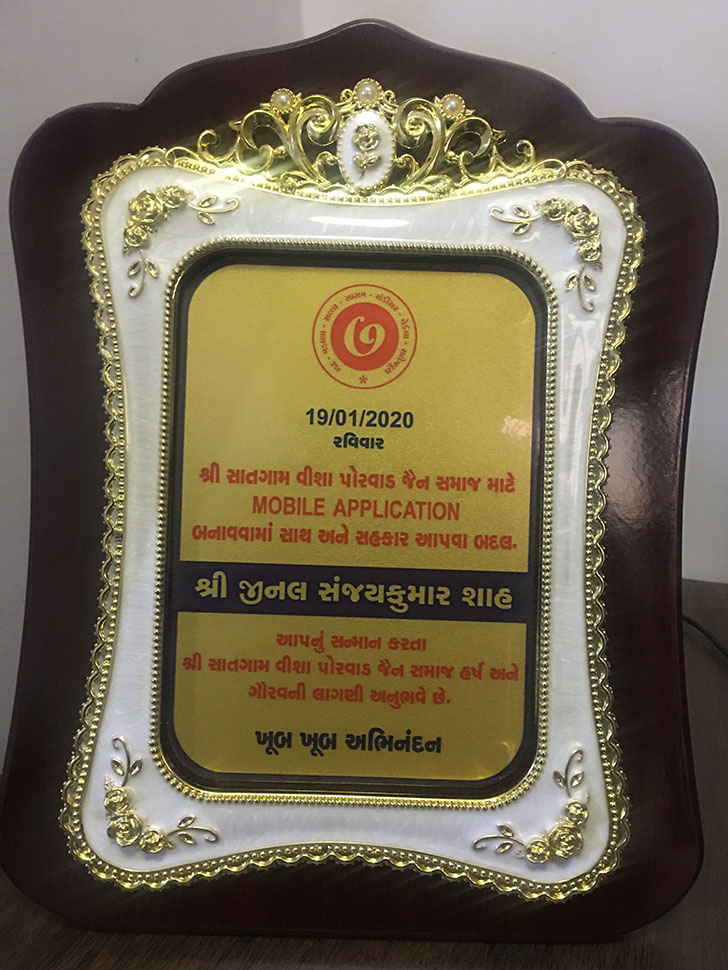 ૭
19/01/2020
રવિવાર
શ્રી સાતગામ વીશા પોરવાડ જૈન સમાજ માટે
MOBILE APPLICATION
બનાવવામાં સાથ અને સહકાર આપવા બદલ.
શ્રી જીનલ સંજયકુમાર શાહ
આપનું સન્માન કરતા
શ્રી સાતગામ વીશા પોરવાડ જૈન સમાજ હર્ષ અને
ગૌરવની લાગણી અનુભવે છે.
ખૂબ ખૂબ અભિનંદન